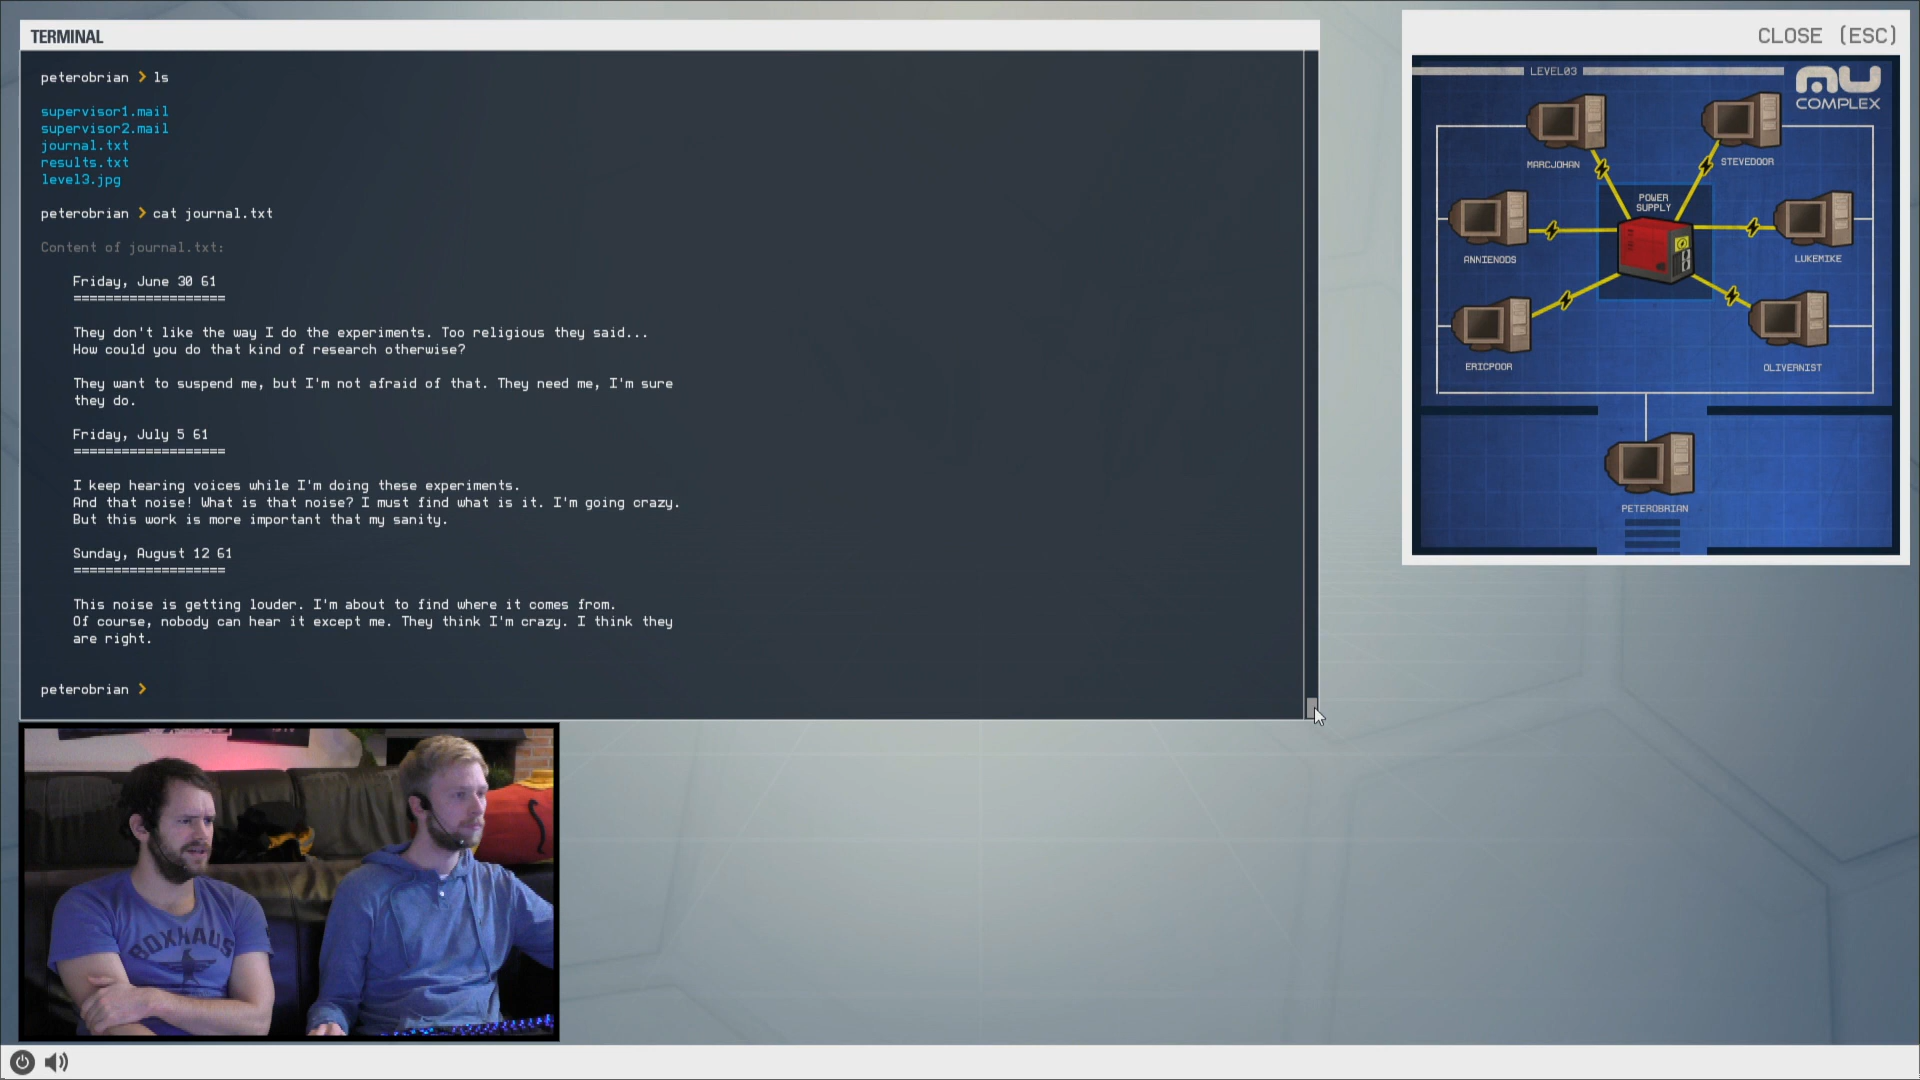 TERMINAL
peterobrian > ls
supervisor1.mail
supervisor2.mail
journal.txt
results.txt
level3.jpg
peterobrian > cat journal.txt
Content of journal.txt:
Friday, June 30 61
===================
They don't like the way I do the experiments. Too religious they said...
How could you do that kind of research otherwise?
They want to suspend me, but I'm not afraid of that. They need me, I'm sure
they do.
Friday, July 5 61
===================
I keep hearing voices while I'm doing these experiments.
And that noise! What is that noise? I must find what is it. I'm going crazy.
But this work is more important that my sanity.
Sunday, August 12 61
===================
This noise is getting louder. I'm about to find where it comes from.
Of course, nobody can hear it except me. They think I'm crazy. I think they
are right.
peterobrian >
CLOSE (ESC)
LEVEL03
MU
COMPLEX
MARCJOHAN
STEVEDOOR
POWER
SUPPLY
ANNIENODS
LUKEMIKE
ERICPOOR
OLIVERNIST
PETEROBRIAN
BOXHAUS